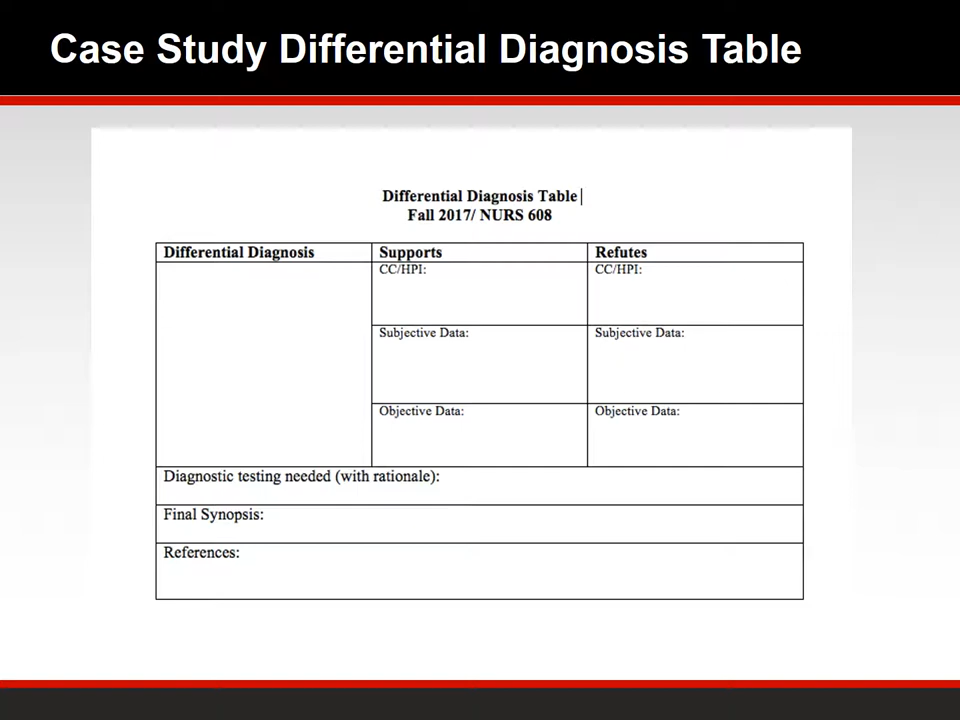 Case Study Differential Diagnosis Table
Differential Diagnosis Table
Fall 2017/ NURS 608
Differential Diagnosis
Supports
Refutes
CC/HPI:
CC/HPI:
Subjective Data:
Subjective Data:
Objective Data:
Objective Data:
Diagnostic testing needed (with rationale):
Final Synopsis:
References: